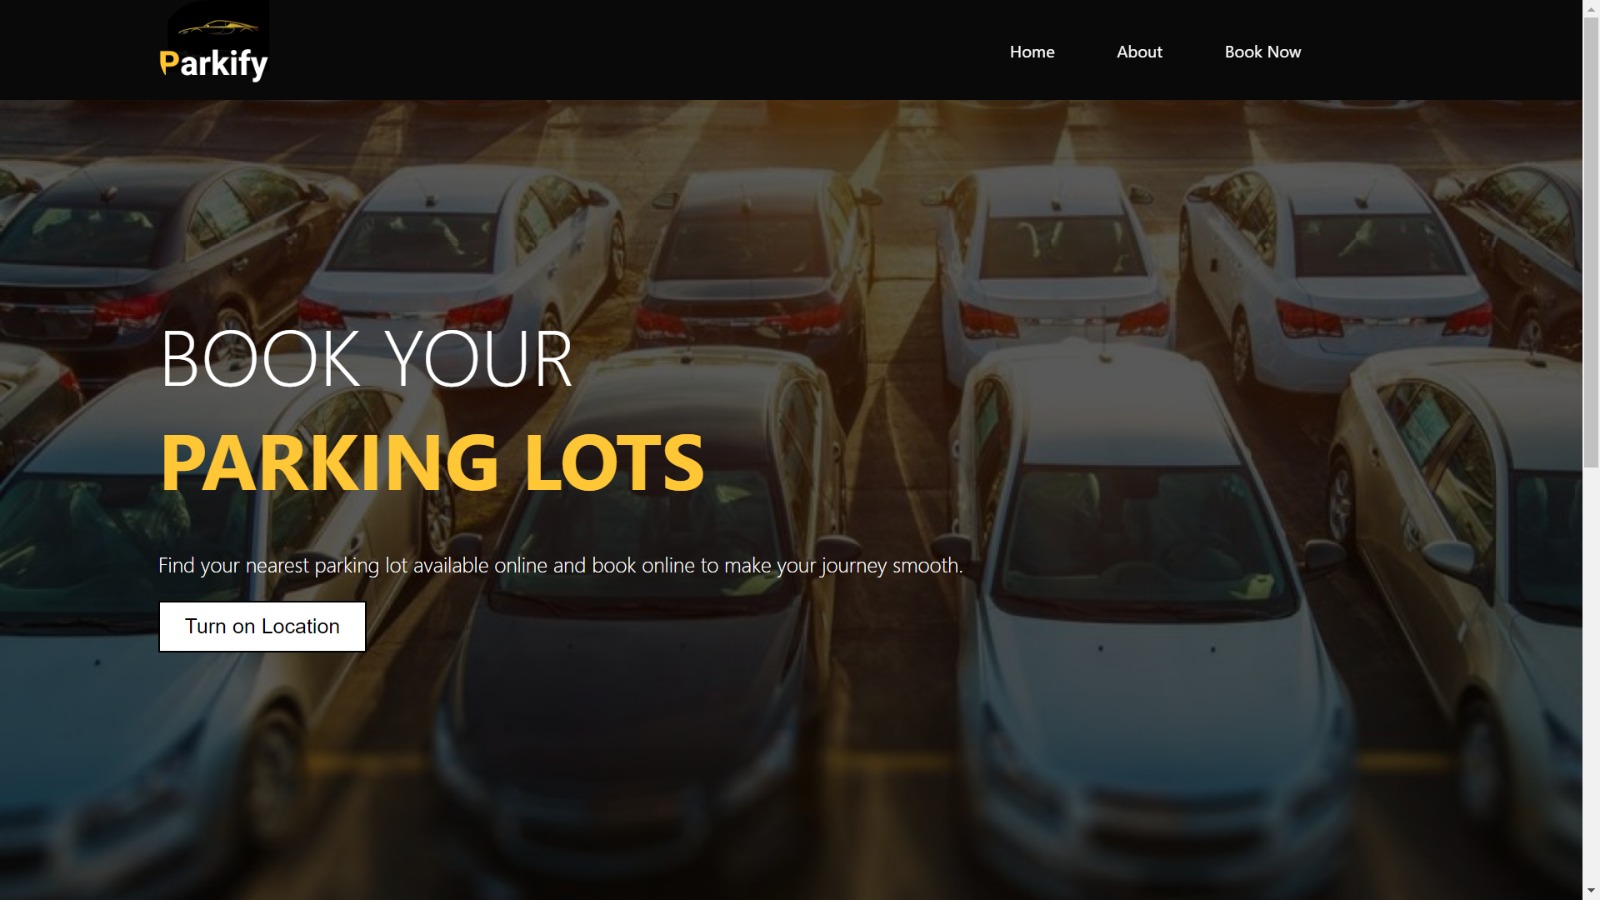 Parkify
Home
About
Book Now
BOOK YOUR
PARKING LOTS
Find your nearest parking lot available online and book online to make your journey smooth.
Turn on Location